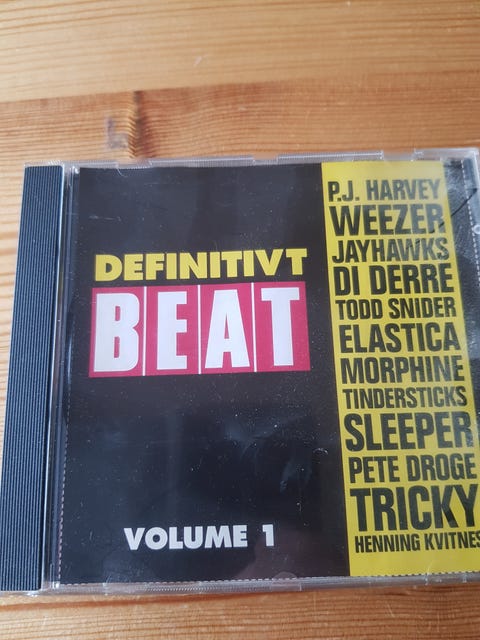 DEFINITIVT
BEAT
VOLUME 1
P.J. HARVEY
WEEZER
JAYHAWKS
DI DERRE
TODD SNIDER
ELASTICA
MORPHINE
TINDERSTICKS
SLEEPER
PETE DROGE
TRICKY
HENNING KVITNES